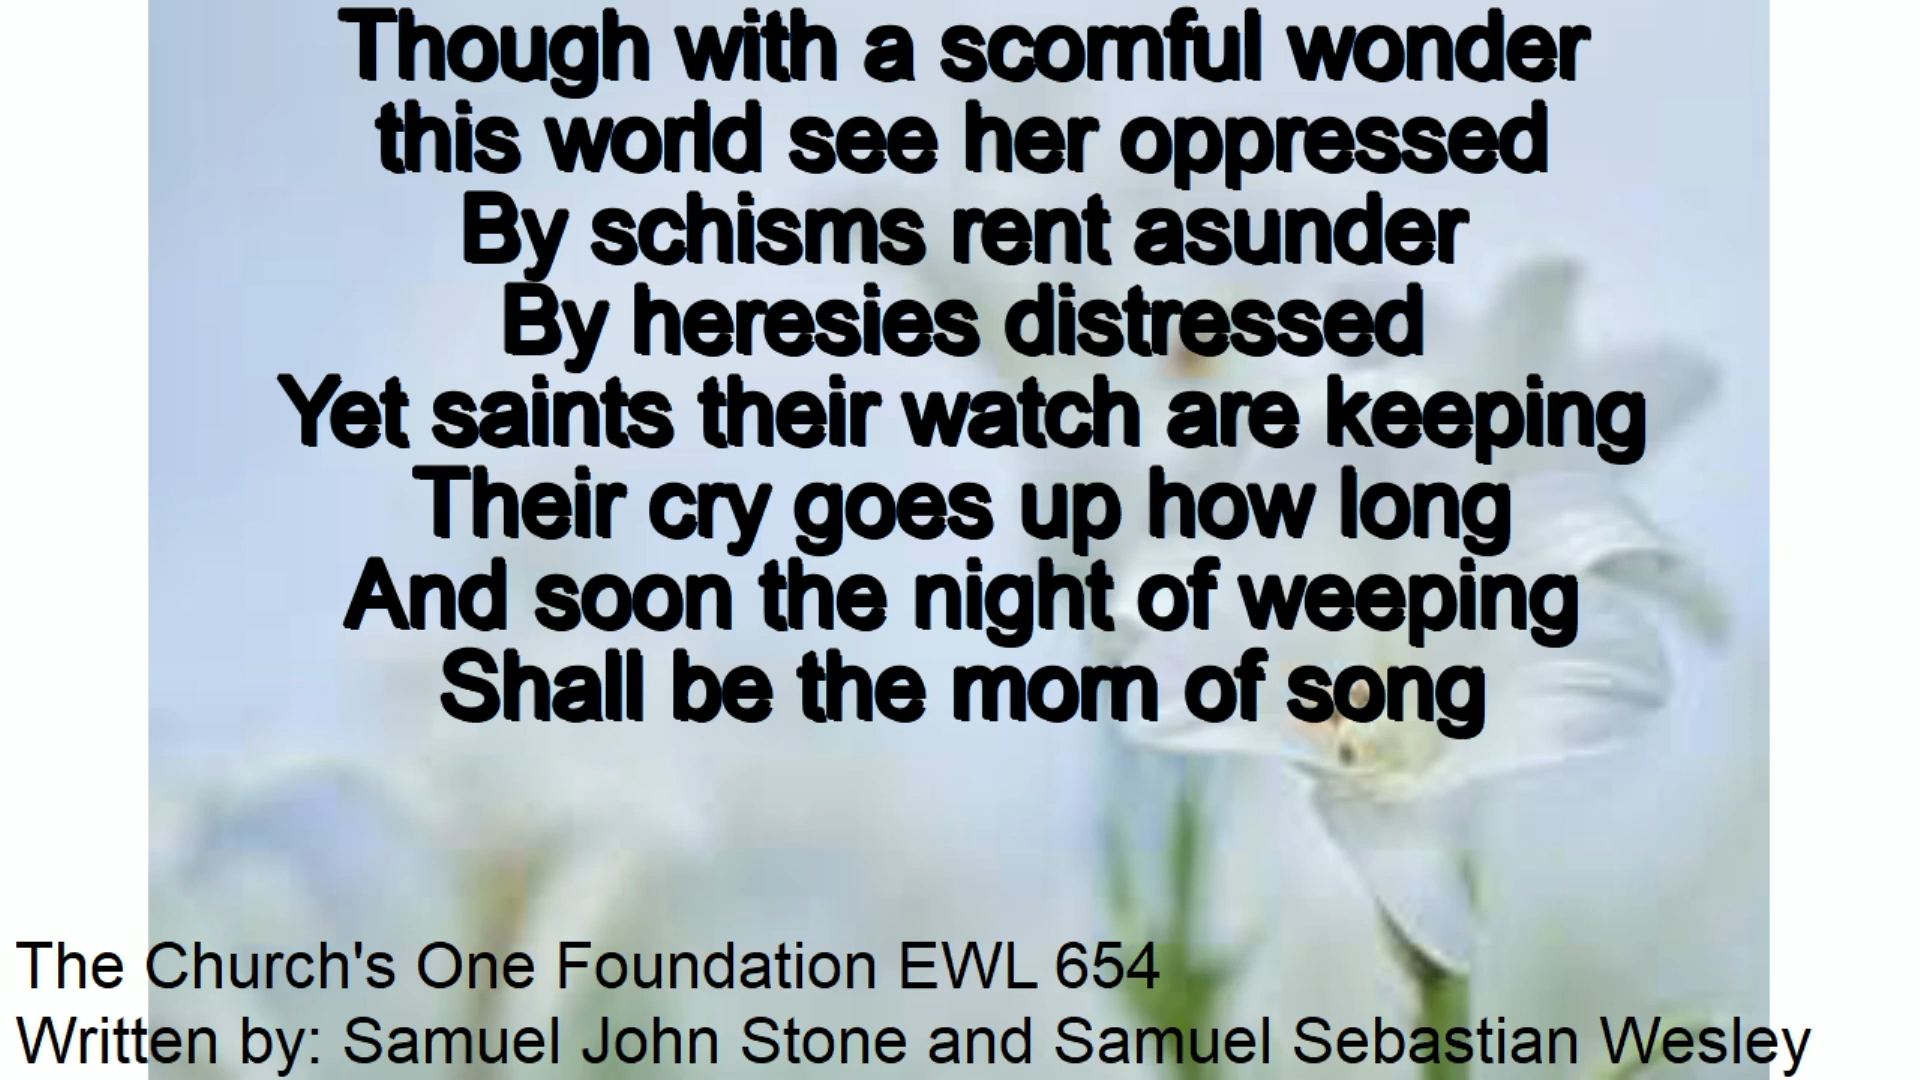 Though with a scornful wonder
this world see her oppressed
By schisms rent asunder
By heresies distressed
Yet saints their watch are keeping
Their cry goes up how long
And soon the night of weeping
Shall be the morn of song
The Church's One Foundation EWL 654
Written by: Samuel John Stone and Samuel Sebastian Wesley